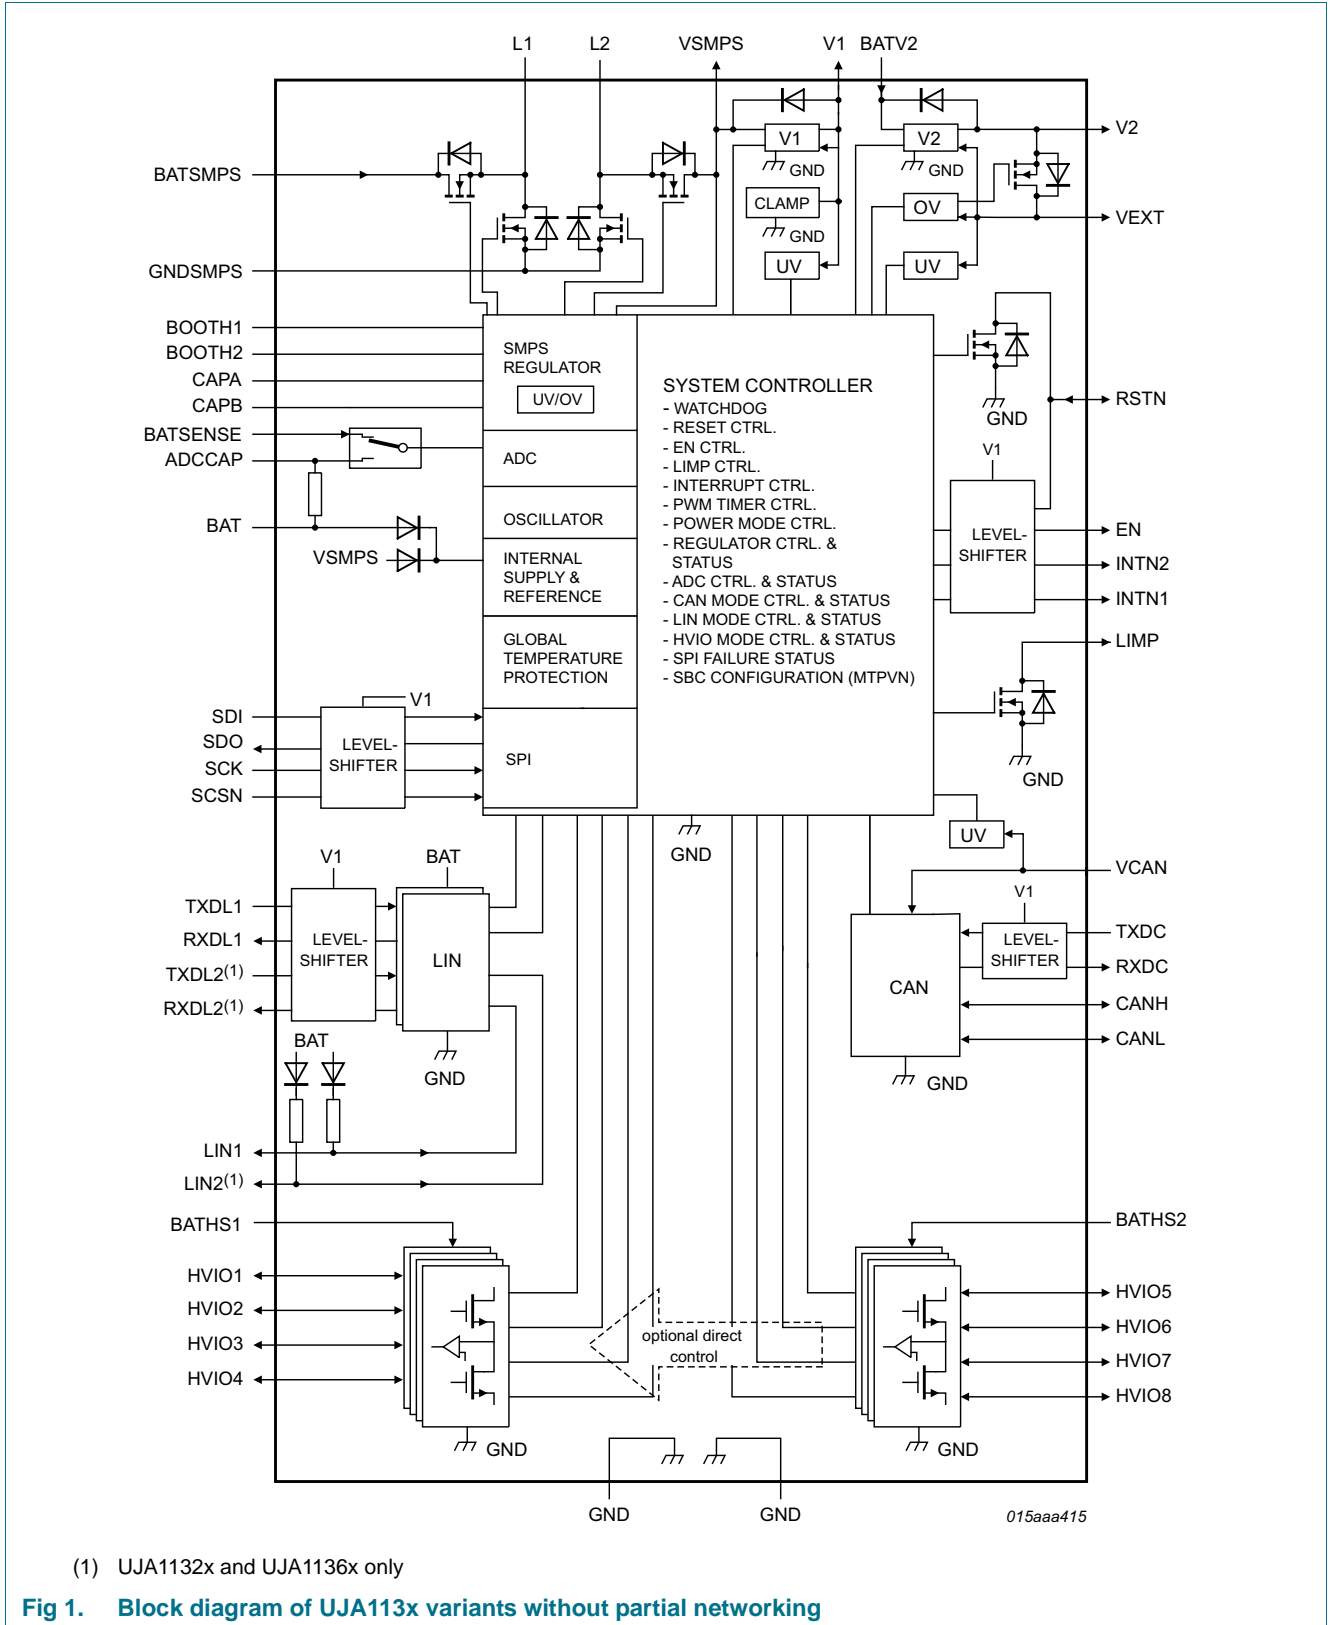 L1
L2
VSMPS
V1
BATV2
V1
GND
V2
GND
V2
BATSMPS
CLAMP
GND
OV
VEXT
GNDSMPS
UV
UV
BOOTH1
BOOTH2
CAPA
CAPB
BATSENSE
ADCCAP
BAT
VSMPS
SMPS
REGULATOR
UV/OV
ADC
OSCILLATOR
INTERNAL
SUPPLY &
REFERENCE
GLOBAL
TEMPERATURE
PROTECTION
SPI
SYSTEM CONTROLLER
- WATCHDOG
- RESET CTRL.
- EN CTRL.
- LIMP CTRL.
- INTERRUPT CTRL.
- PWM TIMER CTRL.
- POWER MODE CTRL.
- REGULATOR CTRL. &
STATUS
- ADC CTRL. & STATUS
- CAN MODE CTRL. & STATUS
- LIN MODE CTRL. & STATUS
- HVIO MODE CTRL. & STATUS
- SPI FAILURE STATUS
- SBC CONFIGURATION (MTPVN)
GND
RSTN
V1
LEVEL-
SHIFTER
EN
INTN2
INTN1
LIMP
GND
SDI
SDO
SCK
SCSN
V1
LEVEL-
SHIFTER
GND
UV
VCAN
V1
BAT
TXDL1
RXDL1
TXDL2(1)
RXDL2(1)
LEVEL-
SHIFTER
LIN
GND
BAT
V1
LEVEL-
SHIFTER
CAN
GND
TXDC
RXDC
CANH
CANL
LIN1
LIN2(1)
BATHS1
HVIO1
HVIO2
HVIO3
HVIO4
GND
optional direct
control
BATHS2
HVIO5
HVIO6
HVIO7
HVIO8
GND
GND
GND
015aaa415
(1) UJA1132x and UJA1136x only
Fig 1. Block diagram of UJA113x variants without partial networking